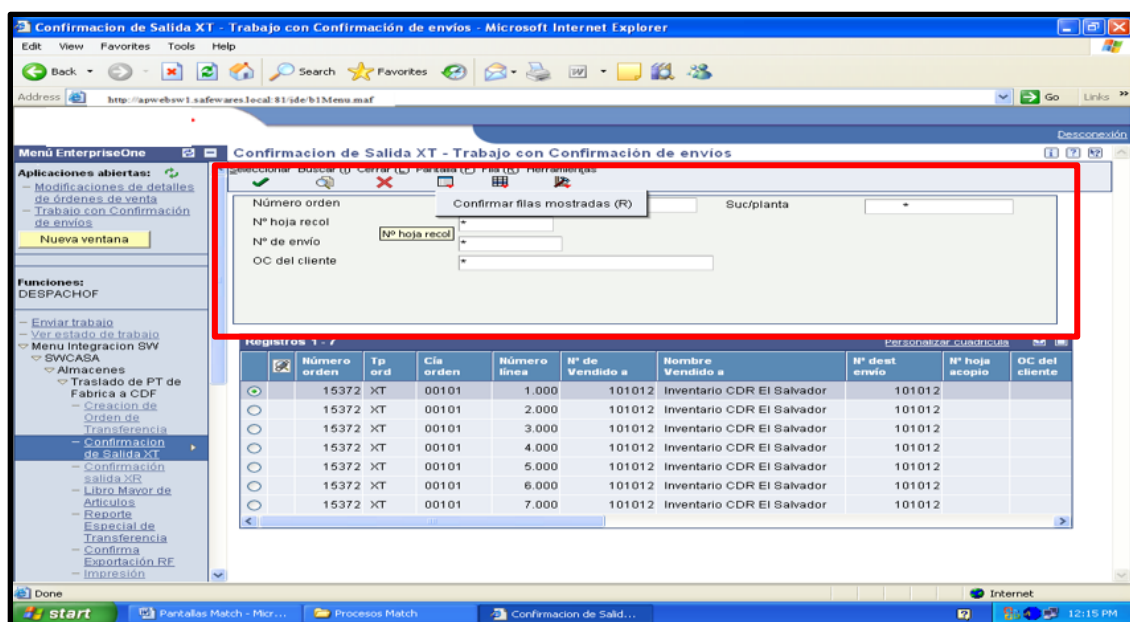 Confirmacion de Salida XT - Trabajo con Confirmación de envíos - Microsoft Internet Explorer
Edit View Favorites Tools Help
Back Search Favorites
Address http://apwebsw1.safewares.local:81/jde/b1Menu.maf Go Links »
Desconexión
Menú EnterpriseOne
Confirmacion de Salida XT - Trabajo con Confirmación de envíos
Aplicaciones abiertas:
– Modificaciones de detalles de órdenes de venta
– Trabajo con Confirmación de envíos
Nueva ventana
Seleccionar Buscar (I) Cerrar (L) Pantalla (F) Fila (R) Herramientas
Confirmar filas mostradas (R)
Número orden
Suc/planta *
Nº hoja recol *
Nº hoja recol
Nº de envío *
OC del cliente *
Funciones:
DESPACHOF
– Enviar trabajo
– Ver estado de trabajo
Menu Integracion SW
SWCASA
Almacenes
Traslado de PT de Fabrica a CDF
– Creacion de Orden de Transferencia
– Confirmacion de Salida XT
– Confirmación salida XR
– Libro Mayor de Articulos
– Reporte Especial de Transferencia
– Confirma Exportación RF
– Impresión
Registros 1 - 7 Personalizar cuadrícula
Número orden Tp ord Cía orden Número línea Nº de Vendido a Nombre Vendido a Nº dest envío Nº hoja acopio OC del cliente
15372 XT 00101 1.000 101012 Inventario CDR El Salvador 101012
15372 XT 00101 2.000 101012 Inventario CDR El Salvador 101012
15372 XT 00101 3.000 101012 Inventario CDR El Salvador 101012
15372 XT 00101 4.000 101012 Inventario CDR El Salvador 101012
15372 XT 00101 5.000 101012 Inventario CDR El Salvador 101012
15372 XT 00101 6.000 101012 Inventario CDR El Salvador 101012
15372 XT 00101 7.000 101012 Inventario CDR El Salvador 101012
Done Internet
start Pantallas Match - Micr... Procesos Match Confirmacion de Salid... 12:15 PM